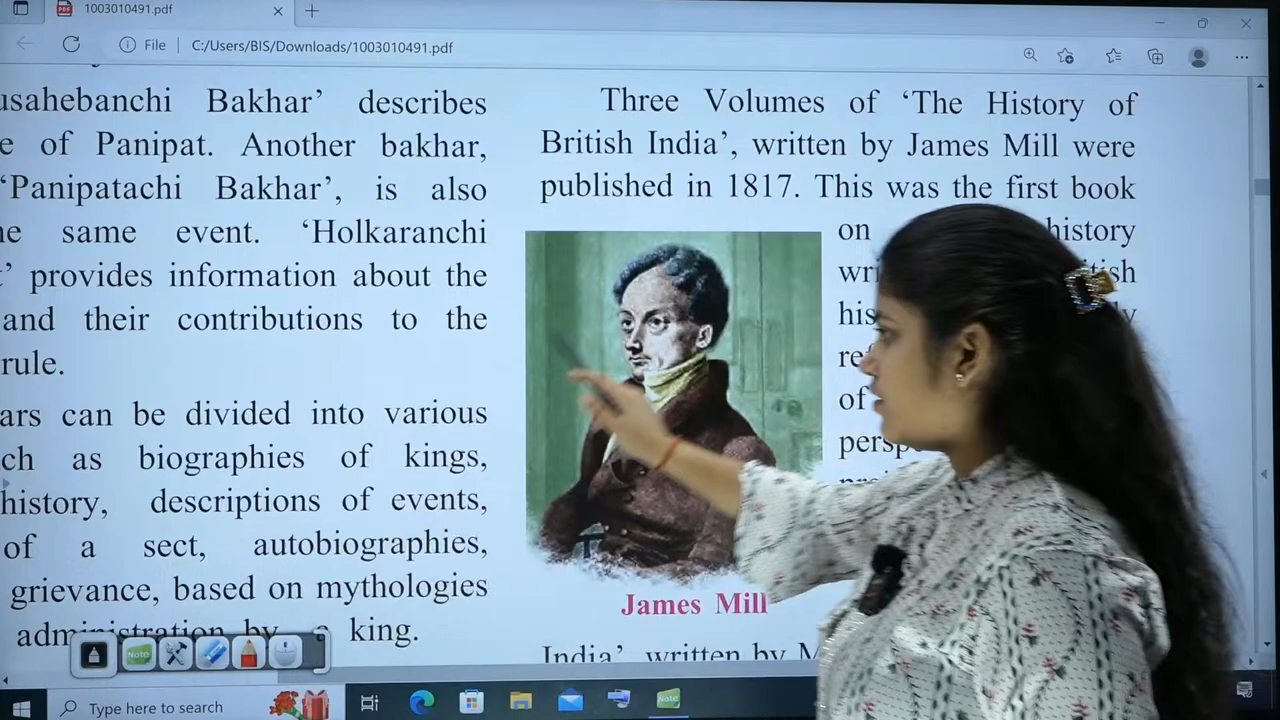 1003010491.pdf
File
C:/Users/BIS/Downloads/1003010491.pdf
usahebanchi Bakhar’ describes
e of Panipat. Another bakhar,
‘Panipatachi Bakhar’, is also
same event. ‘Holkaranchi
provides information about the
and their contributions to the
rule.
can be divided into various
as biographies of kings,
history, descriptions of events,
of a sect, autobiographies,
grievance, based on mythologies
administration by a king.
Three Volumes of ‘The History of
British India’, written by James Mill were
published in 1817. This was the first book
on history
James Mill
India’, written by
Note
Type here to search
Note